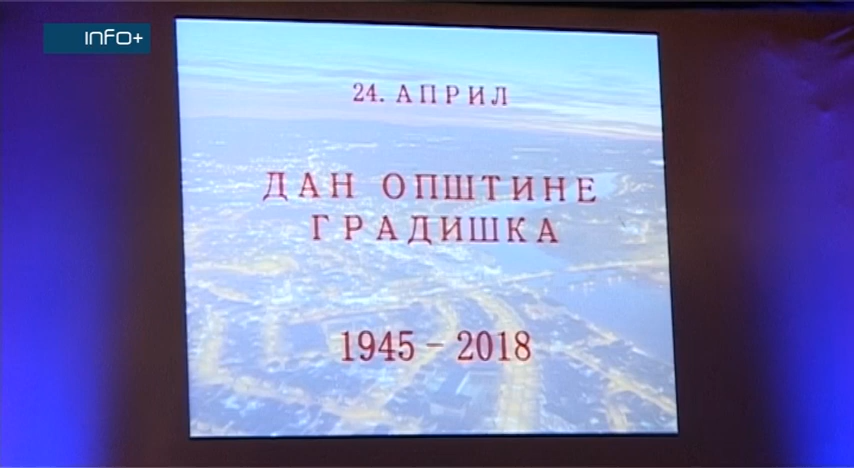 INFO+
24. АПРИЛ
ДАН ОПШТИНЕ
ГРАДИШКА
1945 - 2018